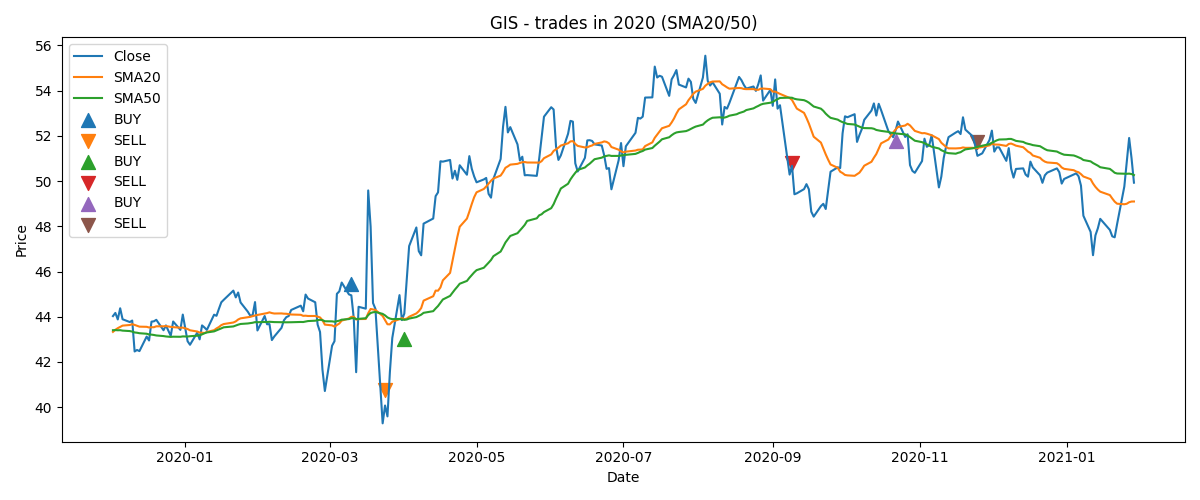 GIS - trades in 2020 (SMA20/50)
Close
SMA20
SMA50
BUY
SELL
BUY
SELL
BUY
SELL
Price
56
54
52
50
48
46
44
42
40
2020-01
2020-03
2020-05
2020-07
2020-09
2020-11
2021-01
Date